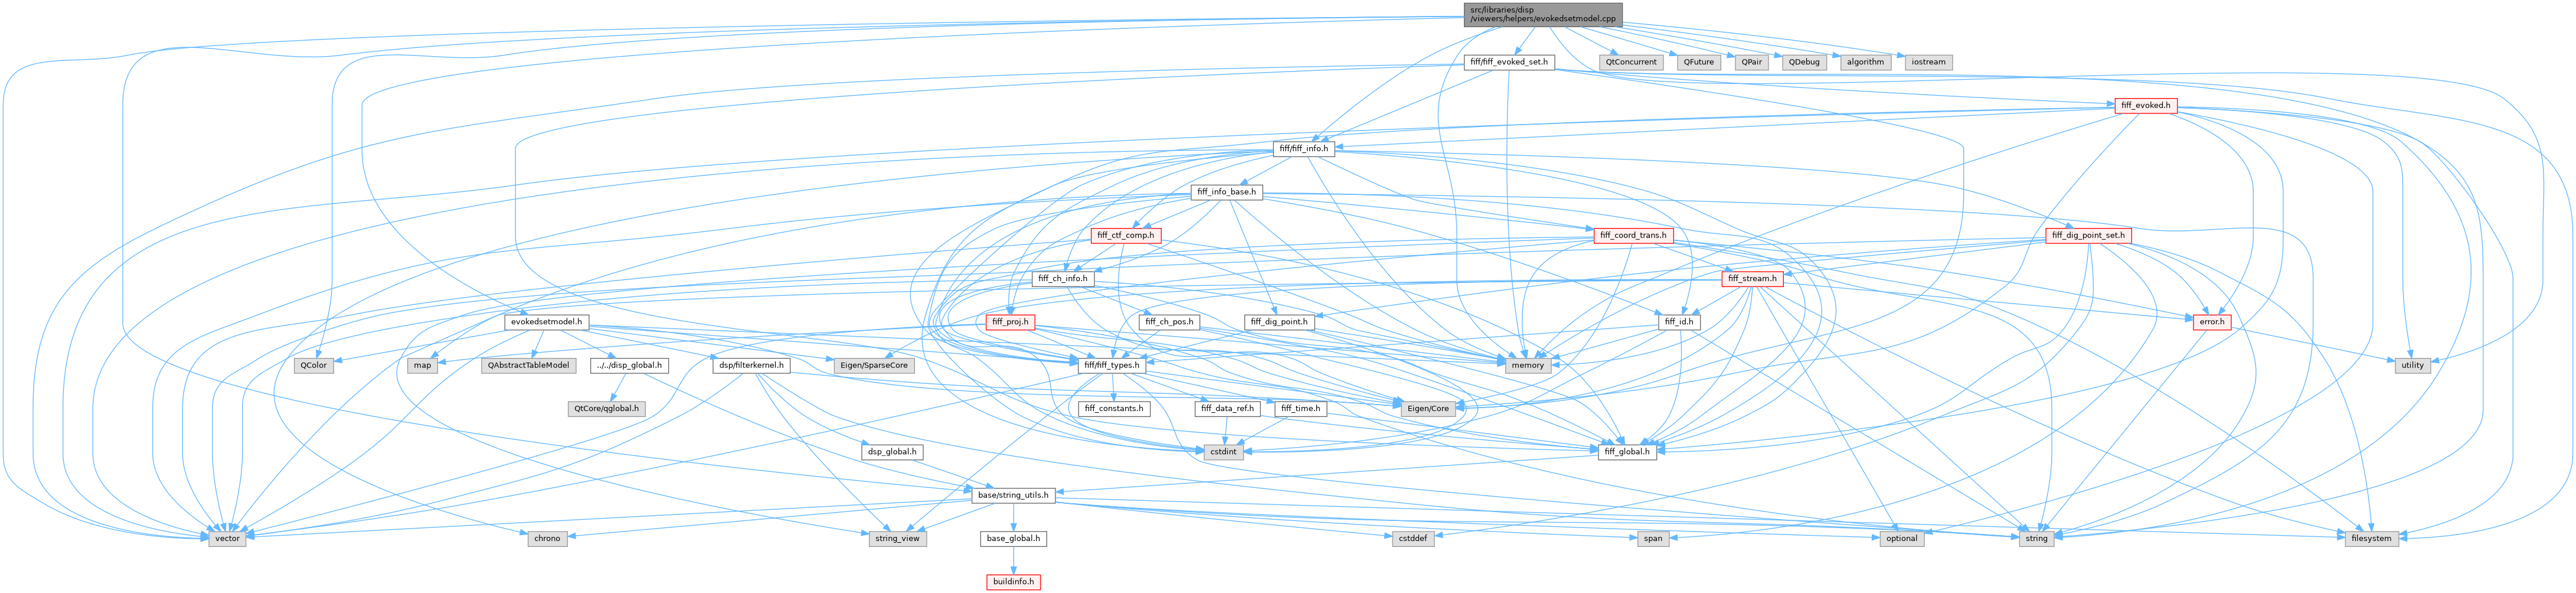 src/libraries/disp
/viewers/helpers/evokedsetmodel.cpp
fiff/fiff_evoked_set.h
QtConcurrent
QFuture
QPair
QDebug
algorithm
iostream
fiff_evoked.h
fiff/fiff_info.h
fiff_info_base.h
fiff_ctf_comp.h
fiff_coord_trans.h
fiff_dig_point_set.h
fiff_ch_info.h
fiff_stream.h
evokedsetmodel.h
fiff_proj.h
fiff_ch_pos.h
fiff_dig_point.h
fiff_id.h
error.h
QColor
map
QAbstractTableModel
../../disp_global.h
dsp/filterkernel.h
Eigen/SparseCore
fiff/fiff_types.h
memory
utility
QtCore/qglobal.h
fiff_constants.h
fiff_data_ref.h
fiff_time.h
Eigen/Core
dsp_global.h
cstdint
fiff_global.h
base/string_utils.h
vector
chrono
string_view
base_global.h
cstddef
span
optional
string
filesystem
buildinfo.h